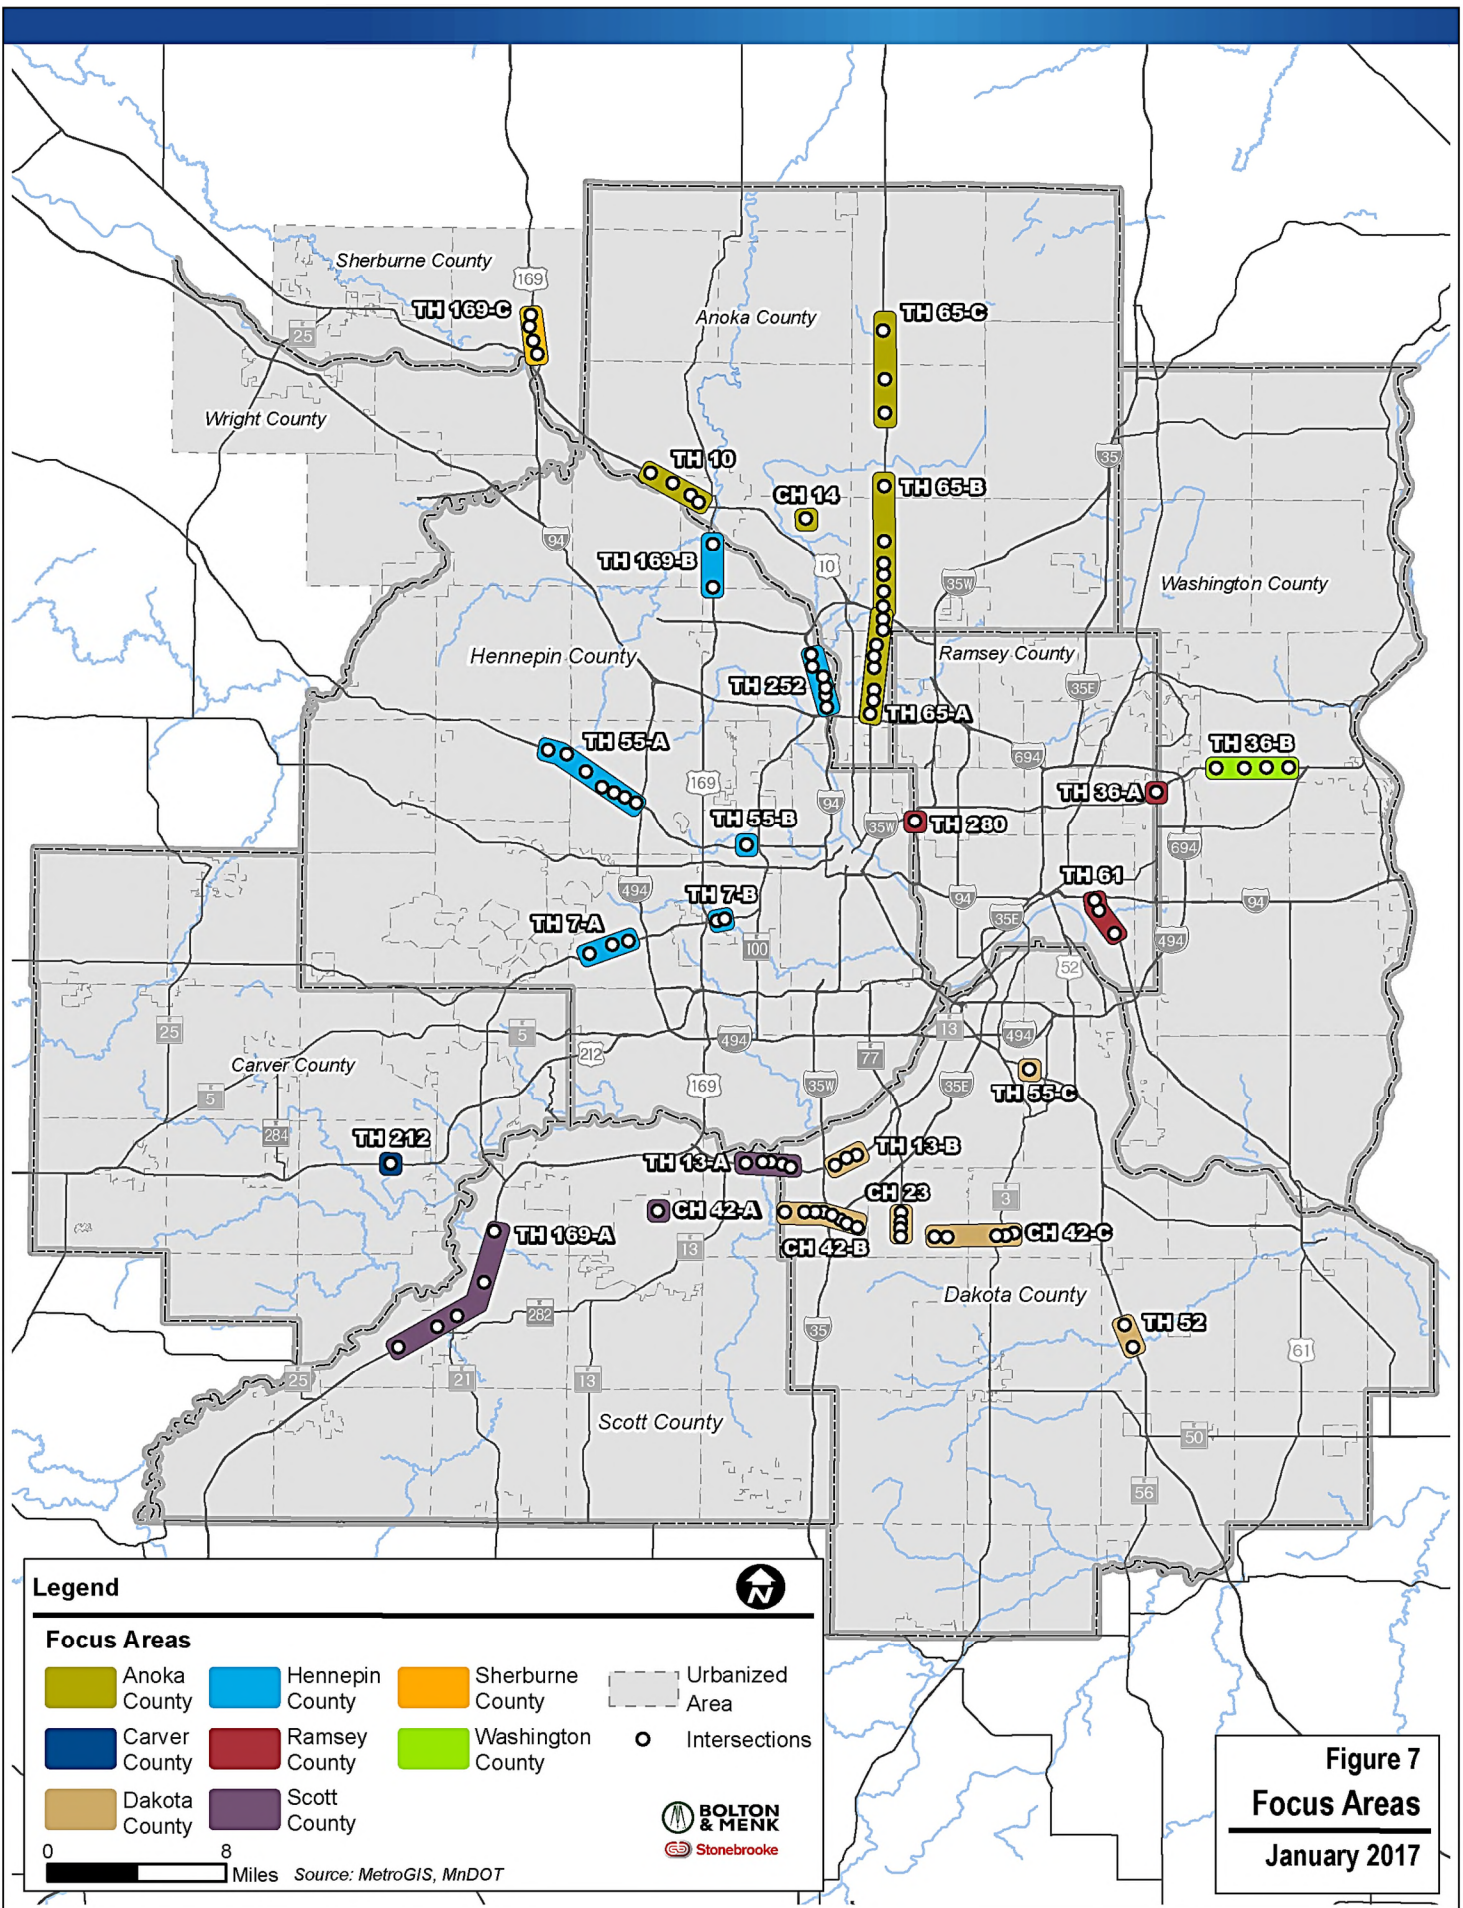 Sherberne County
169
TH 169-C
TH 65-C
Anoka County
25
Wright County
35
TH 10
TH 65-B
CH 14
94
TH 169-B
10
35W
Washington County
Hennepin County
Ramsey County
TH 252
35E
TH 65-A
TH 55-A
TH 36-B
694
169
TH 36-A
94
TH 55-B
35W
TH 280
694
TH 61
494
TH 7-B
94
94
35E
TH 7-A
100
494
52
25
5
13
494
494
212
77
Carver County
169
35W
35E
TH 55-C
5
284
TH 212
TH 13-B
TH 13-A
CH 23
3
CH 42-A
TH 169-A
CH 42-C
13
CH 42-B
Dakota County
282
TH 52
35
61
25
21
13
Scott County
50
56
Legend
N
Focus Areas
Anoka
County
Hennepin
County
Sherburne
County
Urbanized
Area
Carver
County
Ramsey
County
Washington
County
Intersections
Dakota
County
Scott
County
BOLTON
& MENK
Stonebrooke
0 8
Miles Source: MetroGIS, MnDOT
Figure 7
Focus Areas
January 2017